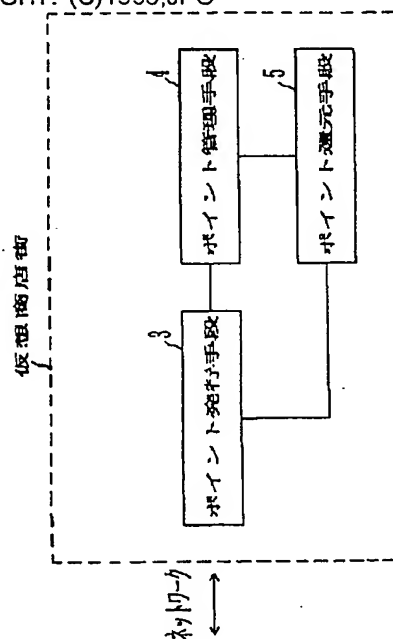 仮想商店街
ポイント管理手段
4
ポイント還元手段
5
ポイント発行手段
3
ネットワーク